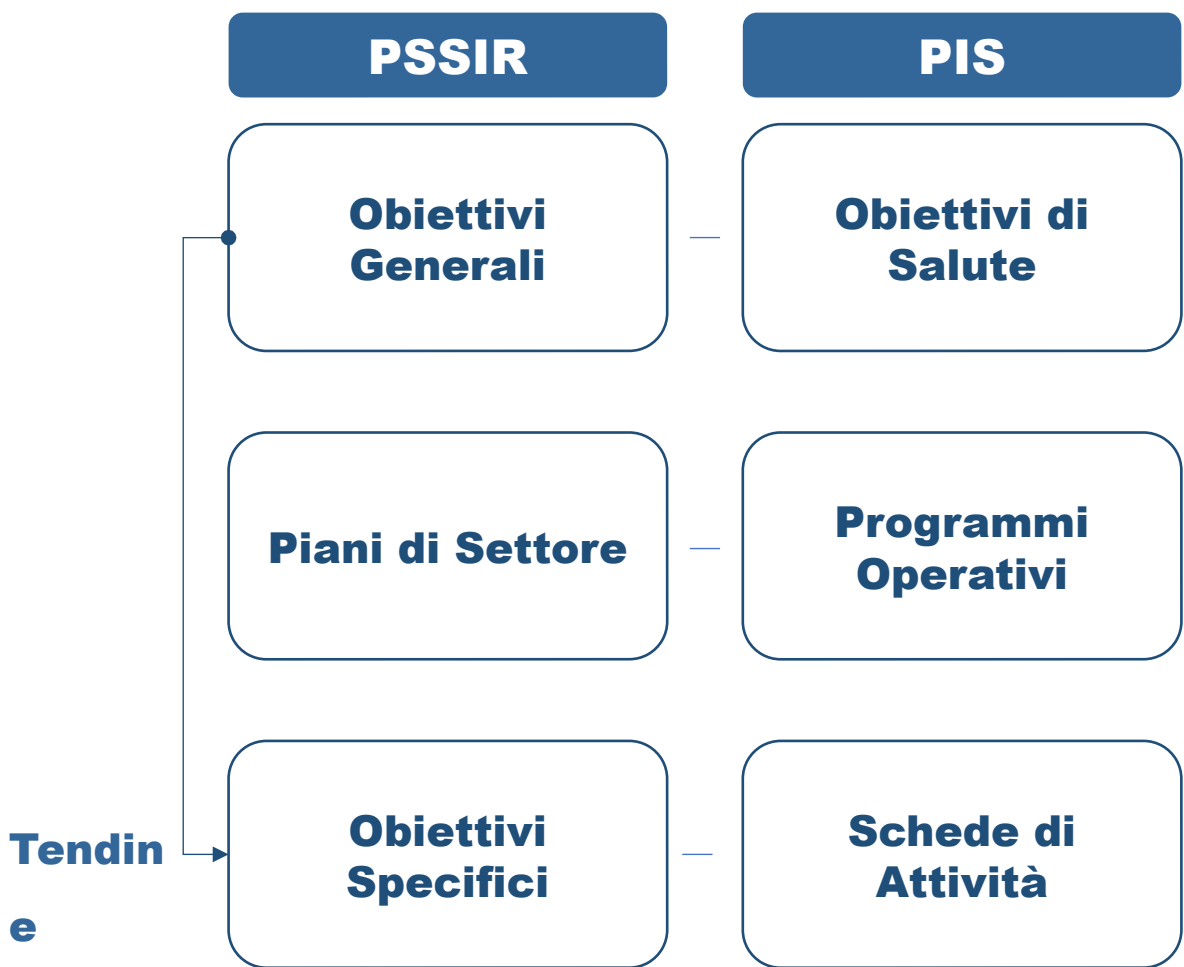 PSSIR
PIS
Obiettivi
Generali
Obiettivi di
Salute
Piani di Settore
Programmi
Operativi
Tendin
e
Obiettivi
Specifici
Schede di
Attività